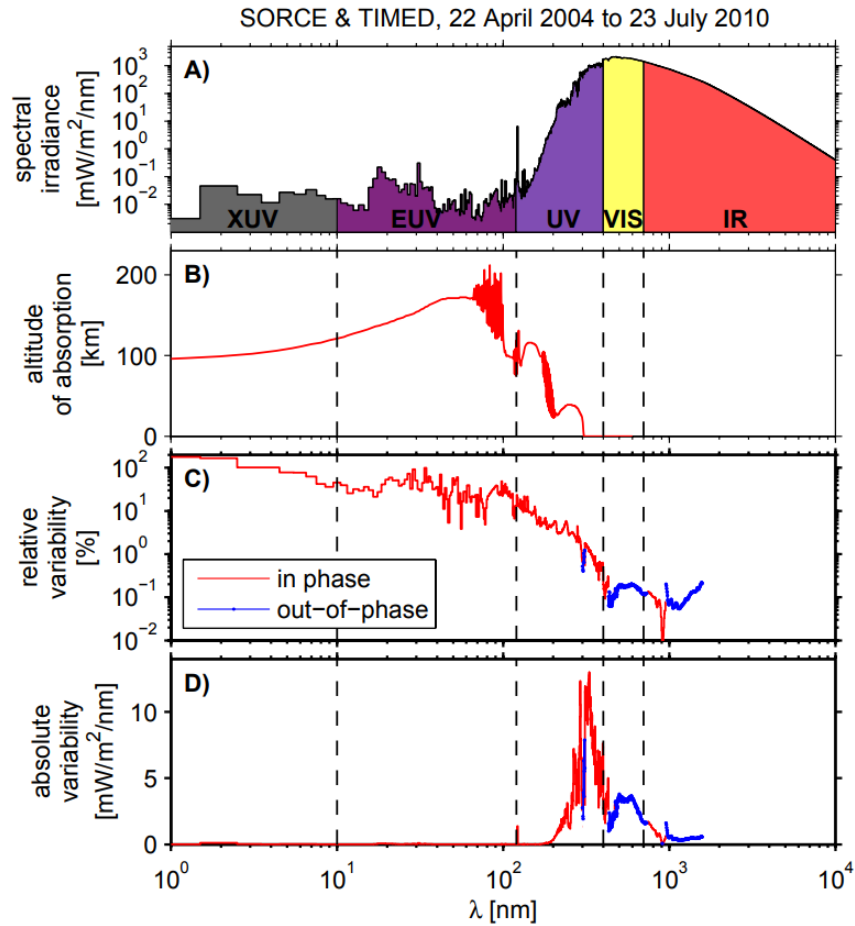 SORCE & TIMED, 22 April 2004 to 23 July 2010
A)
spectral
irradiance
[mW/m²/nm]
10³
10²
10¹
10⁰
10⁻¹
10⁻²
XUV
EUV
UV
VIS
IR
B)
altitude
of absorption
[km]
200
100
0
C)
relative
variability
[%]
10²
10¹
10⁰
10⁻¹
10⁻²
in phase
out-of-phase
D)
absolute
variability
[mW/m²/nm]
10
5
0
10⁰
10¹
10²
10³
10⁴
λ [nm]